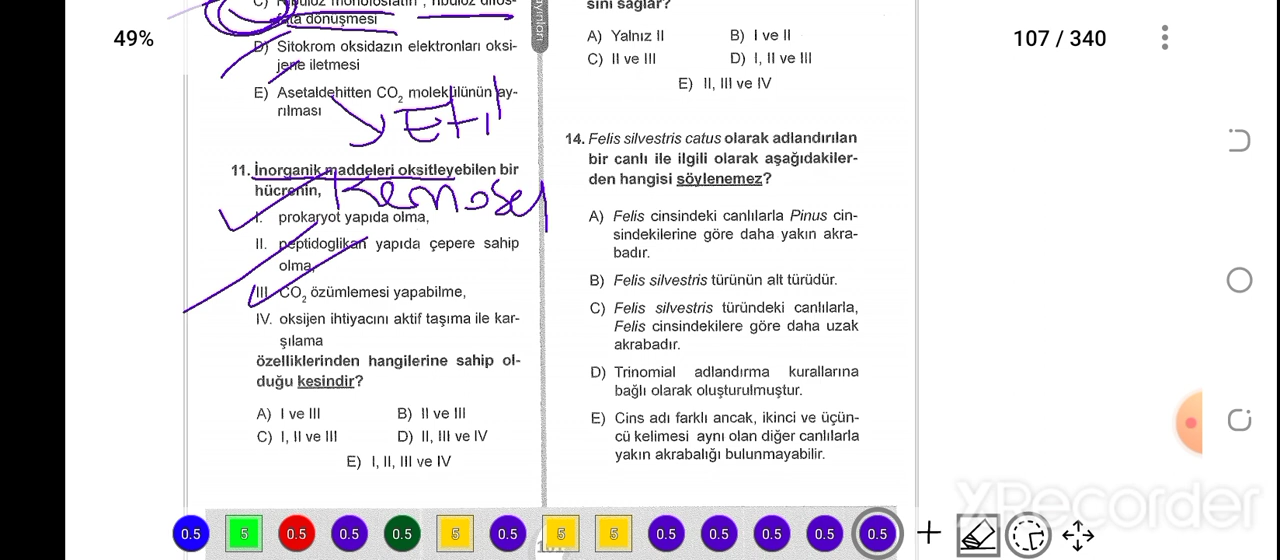 49%
107 / 340
ata dönüşmesi
D) Sitokrom oksidazın elektronları oksi-
jene iletmesi
E) Asetaldehitten CO₂ molekülünün ay-
rılması
Etil
11. İnorganik maddeleri oksitleyebilen bir
hücrenin,
Kemosen
I. prokaryot yapıda olma,
II. peptidoglikan yapıda çepere sahip
olma,
III. CO₂ özümlemesi yapabilme,
IV. oksijen ihtiyacını aktif taşıma ile kar-
şılama
özelliklerinden hangilerine sahip ol-
duğu kesindir?
A) I ve III B) II ve III
C) I, II ve III D) II, III ve IV
E) I, II, III ve IV
yayınları
sini sağlar?
A) Yalnız II B) I ve II
C) II ve III D) I, II ve III
E) II, III ve IV
14. Felis silvestris catus olarak adlandırılan
bir canlı ile ilgili olarak aşağıdakiler-
den hangisi söylenemez?
A) Felis cinsindeki canlılarla Pinus cin-
sindekilerine göre daha yakın akra-
badır.
B) Felis silvestris türünün alt türüdür.
C) Felis silvestris türündeki canlılarla,
Felis cinsindekilere göre daha uzak
akrabadır.
D) Trinomial adlandırma kurallarına
bağlı olarak oluşturulmuştur.
E) Cins adı farklı ancak, ikinci ve üçün-
cü kelimesi aynı olan diğer canlılarla
yakın akrabalığı bulunmayabilir.
XRecorder
0.5 5 0.5 0.5 0.5 5 0.5 5 5 0.5 0.5 0.5 0.5 0.5